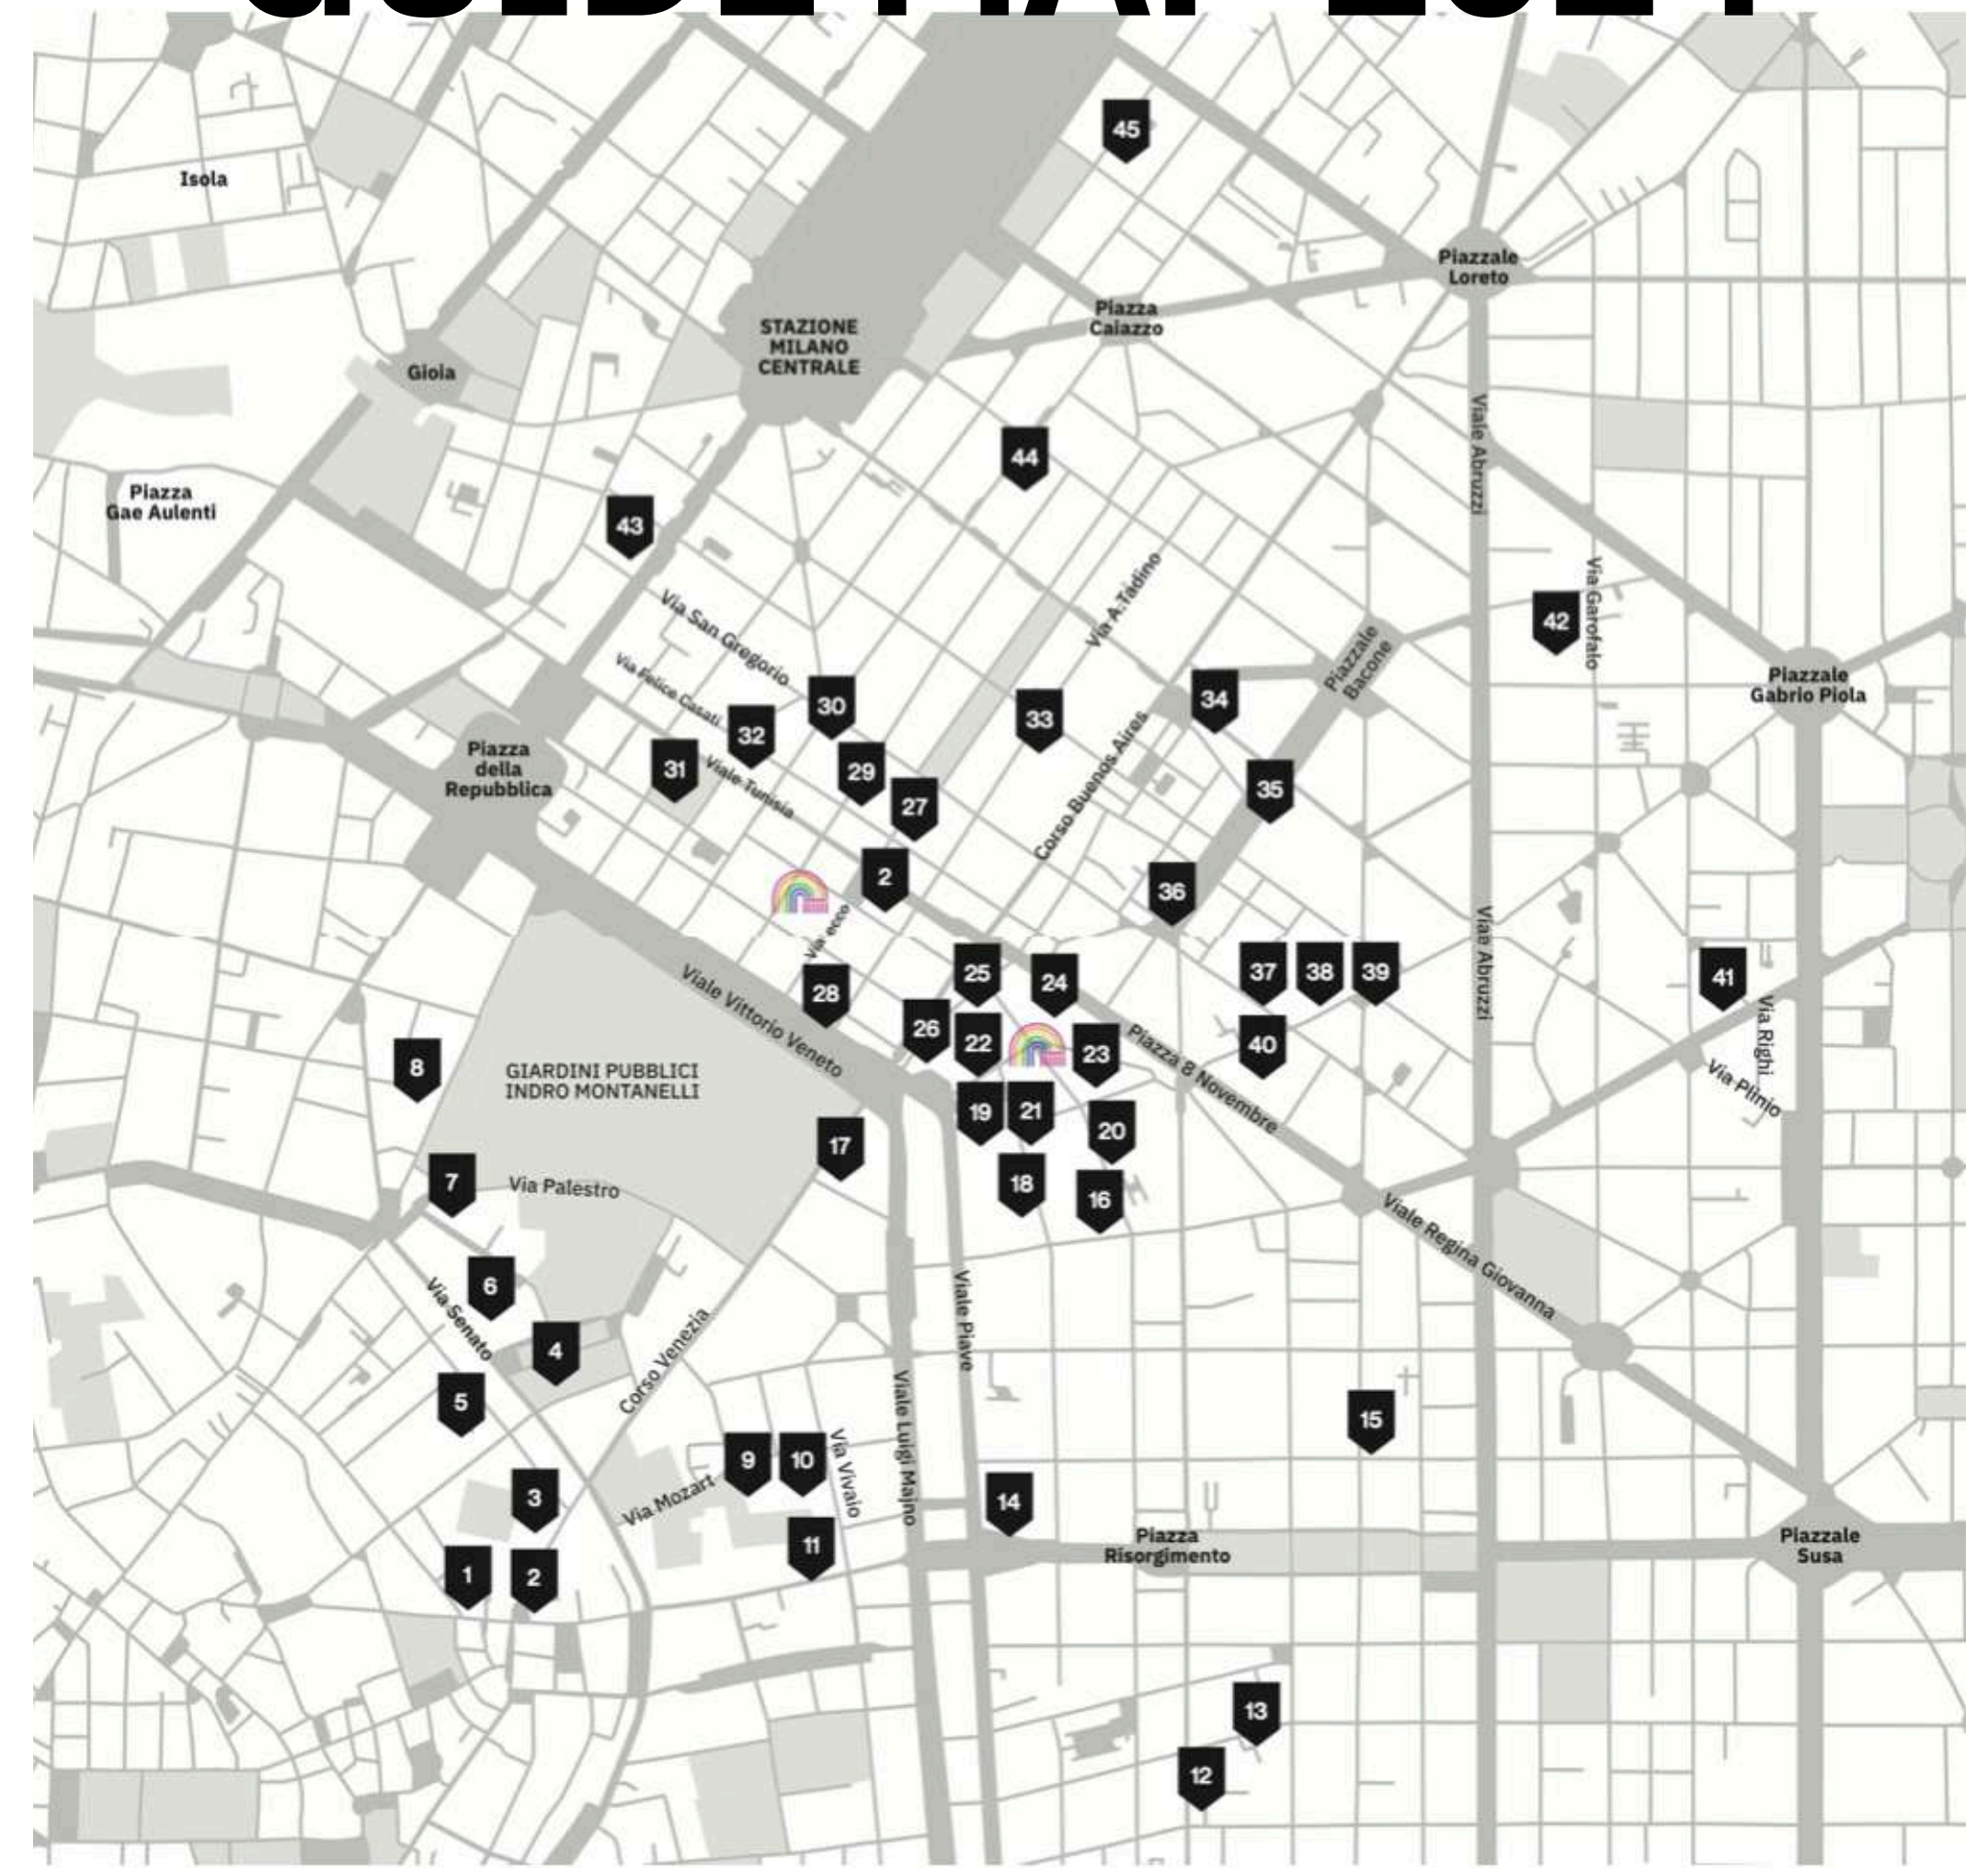 GUIDE MAP 2024
45
Isola
Piazzale
Loreto
Piazza
Caiazzo
STAZIONE
MILANO
CENTRALE
Gioia
Viale Abruzzi
44
Piazza
Gae Aulenti
43
Via A.Tadino
Via Garofalo
42
Via San Gregorio
Via Felice Casati
Piazzale
Bacone
Piazzale
Gabrio Piola
30
34
33
32
31
Viale Tunisia
29
27
Piazza
della
Repubblica
Corso Buenos Aires
35
2
36
Via ecco
Viale Vittorio Veneto
28
25
24
37
38
39
Viae Abruzzi
41
26
22
23
Piazza 8 Novembre
40
Via Righi
Via Plinio
8
GIARDINI PUBBLICI
INDRO MONTANELLI
19
21
20
17
7
Via Palestro
18
16
Viale Regina Giovanna
6
Via Senato
4
Corso Venezia
Viale Piave
5
Viale Luigi Majno
15
9
10
Via Vivaio
3
Via Mozart
14
11
Piazza
Risorgimento
Piazzale
Susa
1
2
13
12